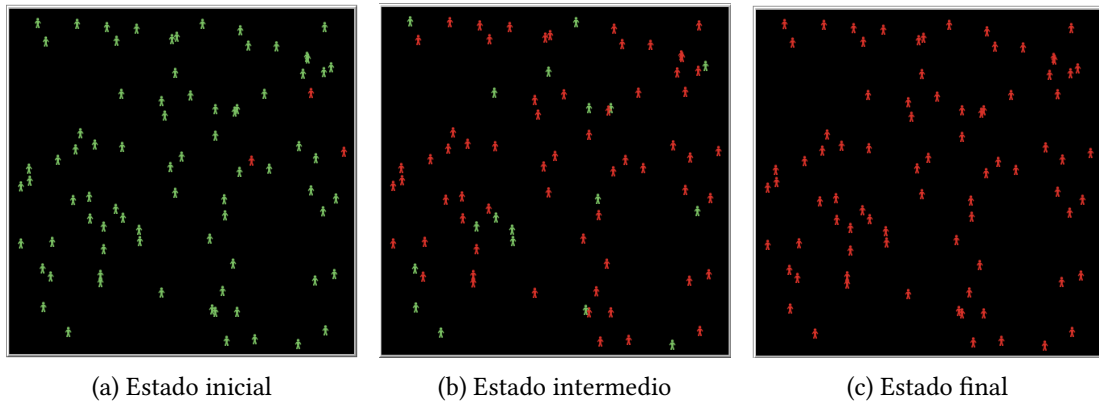 (a) Estado inicial
(b) Estado intermedio
(c) Estado final